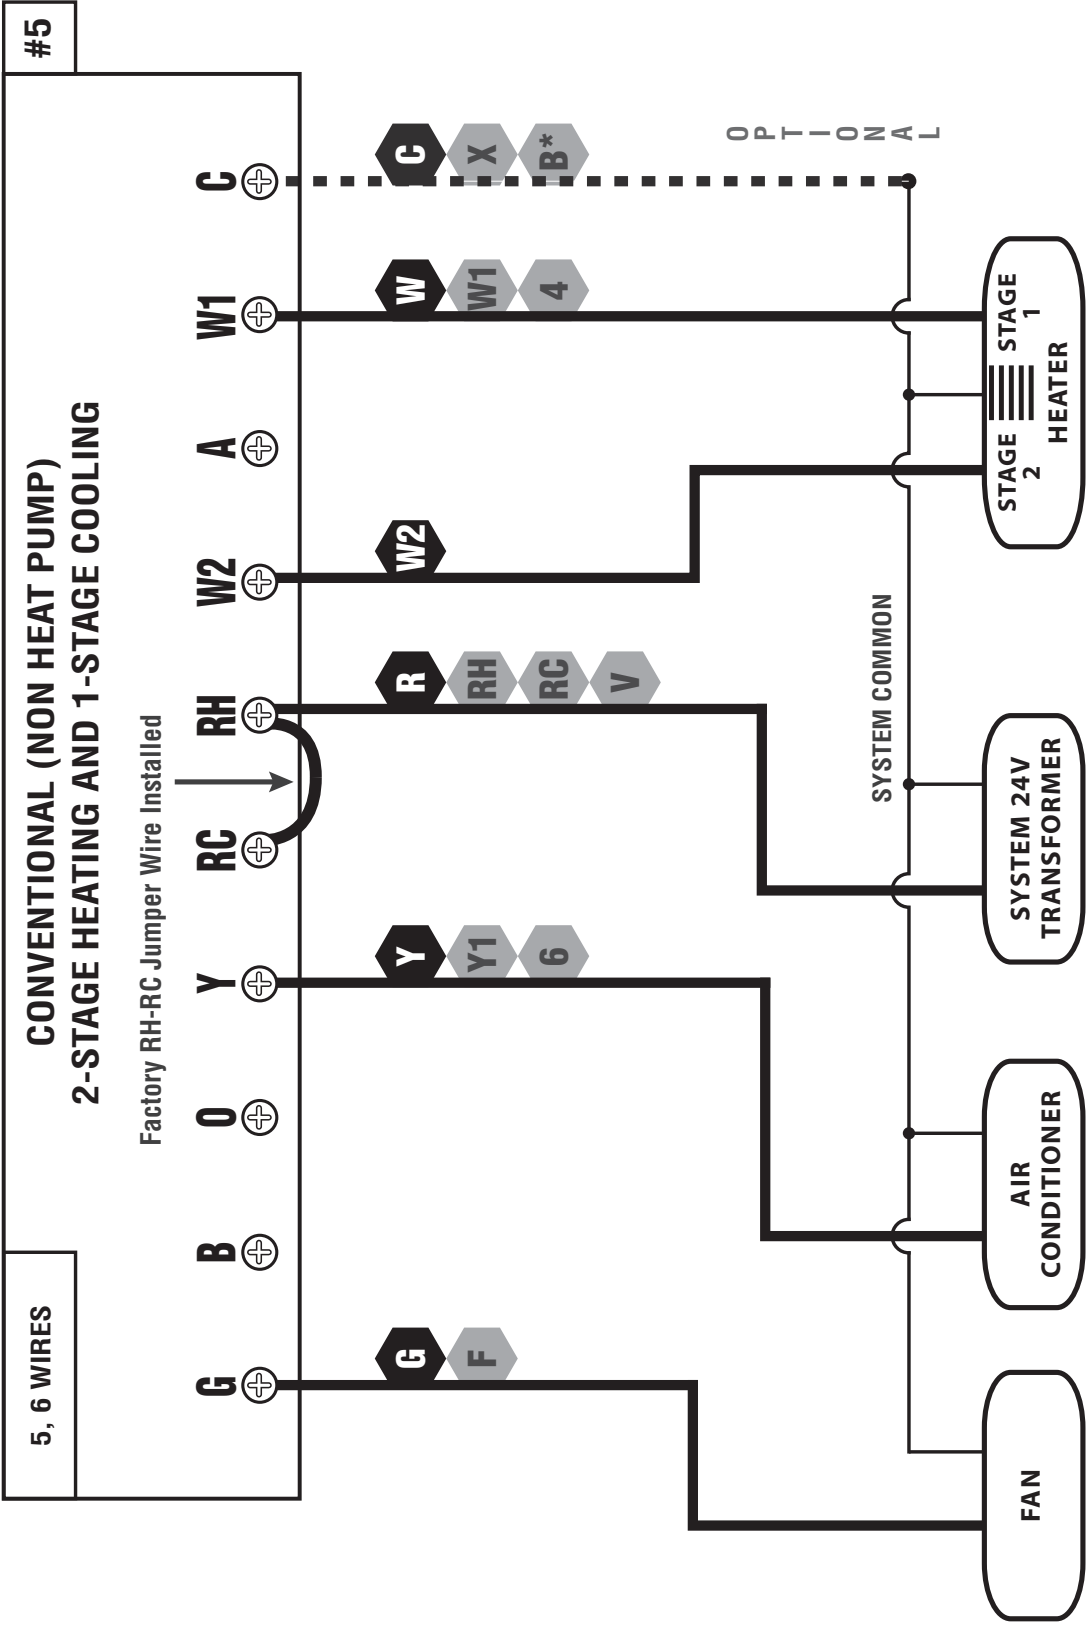 5, 6 WIRES
CONVENTIONAL (NON HEAT PUMP)
2-STAGE HEATING AND 1-STAGE COOLING
#5
Factory RH-RC Jumper Wire Installed
G B O Y RC RH W2 A W1 C
G
F
Y
Y1
6
R
RH
RC
V
W2
W
W1
4
C
X
B*
OPTIONAL
SYSTEM COMMON
FAN
AIR
CONDITIONER
SYSTEM 24V
TRANSFORMER
STAGE
2
STAGE
1
HEATER